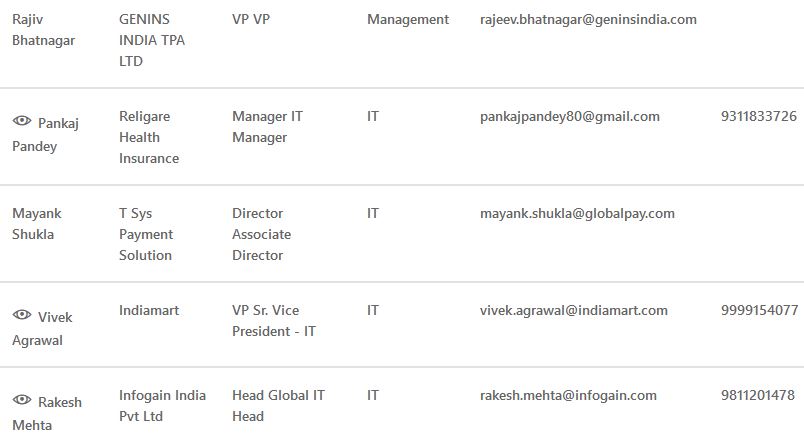 Rajiv Bhatnagar GENINS INDIA TPA LTD VP VP Management rajeev.bhatnagar@geninsindia.com
Pankaj Pandey Religare Health Insurance Manager IT Manager IT pankajpandey80@gmail.com 9311833726
Mayank Shukla T Sys Payment Solution Director Associate Director IT mayank.shukla@globalpay.com
Vivek Agrawal Indiamart VP Sr. Vice President - IT IT vivek.agrawal@indiamart.com 9999154077
Rakesh Mehta Infogain India Pvt Ltd Head Global IT Head IT rakesh.mehta@infogain.com 9811201478